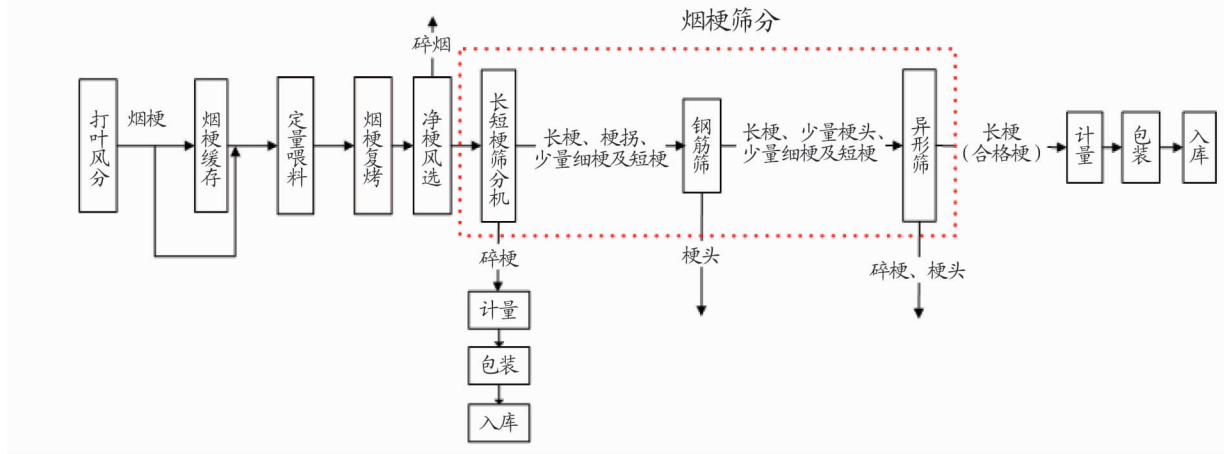 烟梗筛分
碎烟
打叶风分
烟梗
烟梗缓存
定量喂料
烟梗复烤
净梗风选
长短梗筛分机
长梗、梗拐、
少量细梗及短梗
钢筋筛
长梗、少量梗头、
少量细梗及短梗
异形筛
长梗
(合格梗)
计量
包装
入库
碎梗
梗头
碎梗、梗头
计量
包装
入库